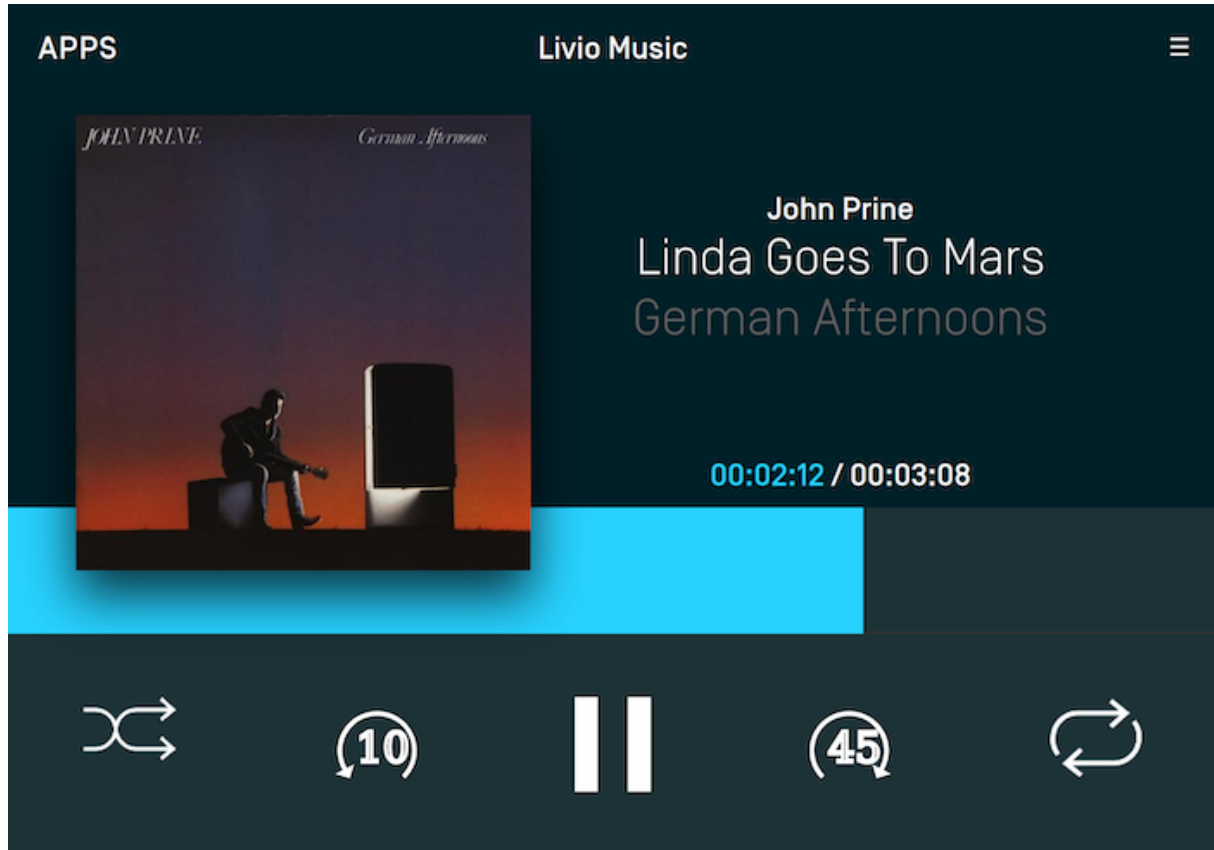 APPS Livio Music
JOHN PRINE German Afternoons
John Prine
Linda Goes To Mars
German Afternoons
00:02:12 / 00:03:08
10 45